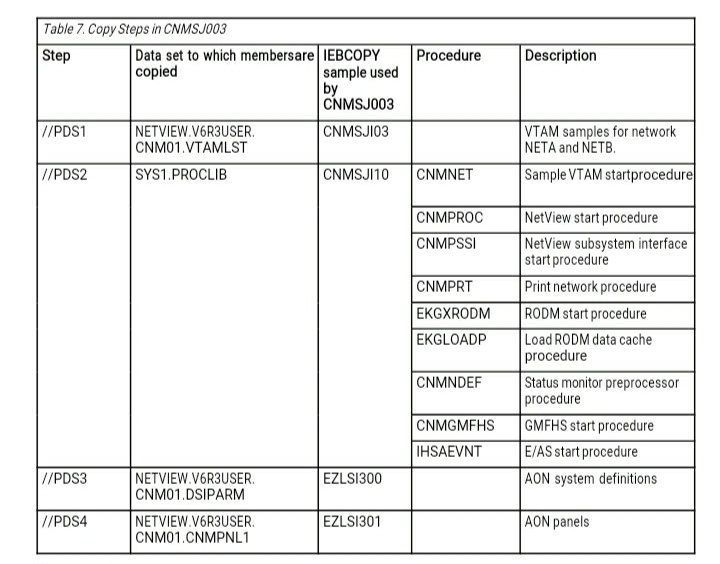 Table 7. Copy Steps in CNMSJ003
Step
Data set to which membersare
copied
IEBCOPY
sample used
by
CNMSJ003
Procedure
Description
//PDS1
NETVIEW.V6R3USER.
CNM01.VTAMLST
CNMSJI03
VTAM samples for network
NETA and NETB.
//PDS2
SYS1.PROCLIB
CNMSJI10
CNMNET
Sample VTAM startprocedure
CNMPROC
NetView start procedure
CNMPSSI
NetView subsystem interface
start procedure
CNMPRT
Print network procedure
EKGXRODM
RODM start procedure
EKGLOADP
Load RODM data cache
procedure
CNMNDEF
Status monitor preprocessor
procedure
CNMGMFHS
GMFHS start procedure
IHSAEVNT
E/AS start procedure
//PDS3
NETVIEW.V6R3USER.
CNM01.DSIPARM
EZLSI300
AON system definitions
//PDS4
NETVIEW.V6R3USER.
CNM01.CNMPNL1
EZLSI301
AON panels